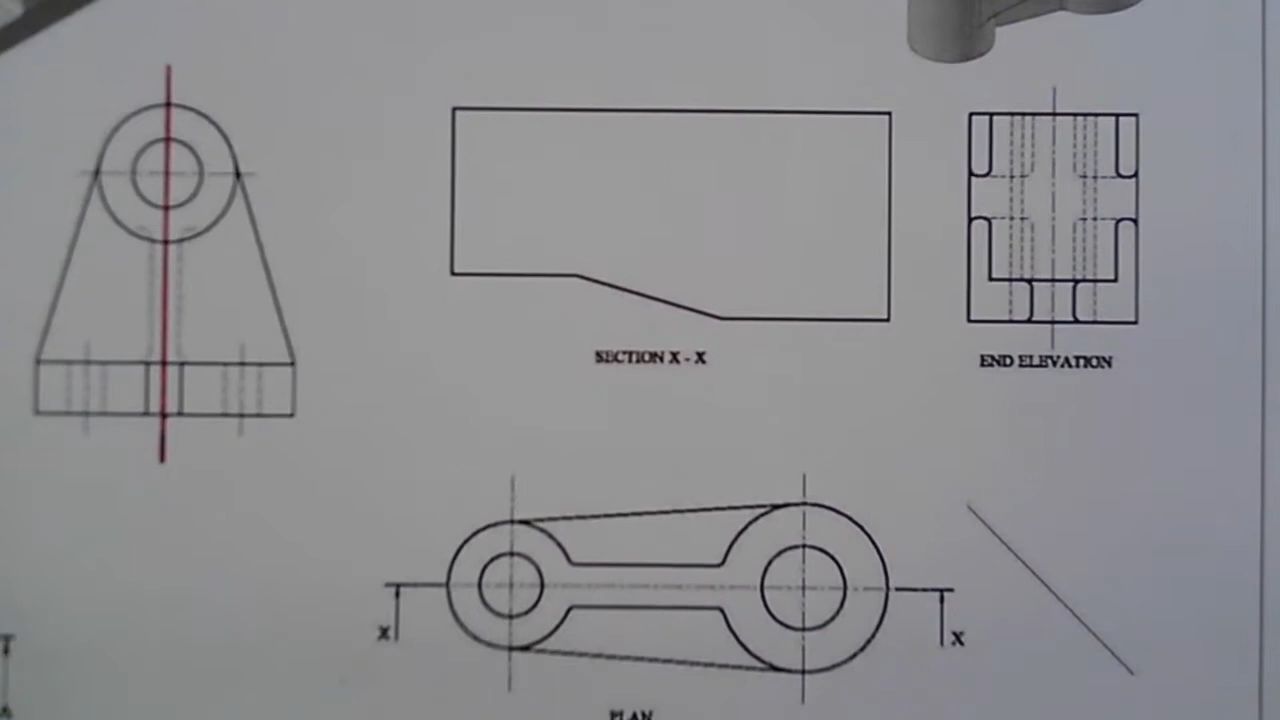 SECTION X - X
END ELEVATION
X
X
PLAN